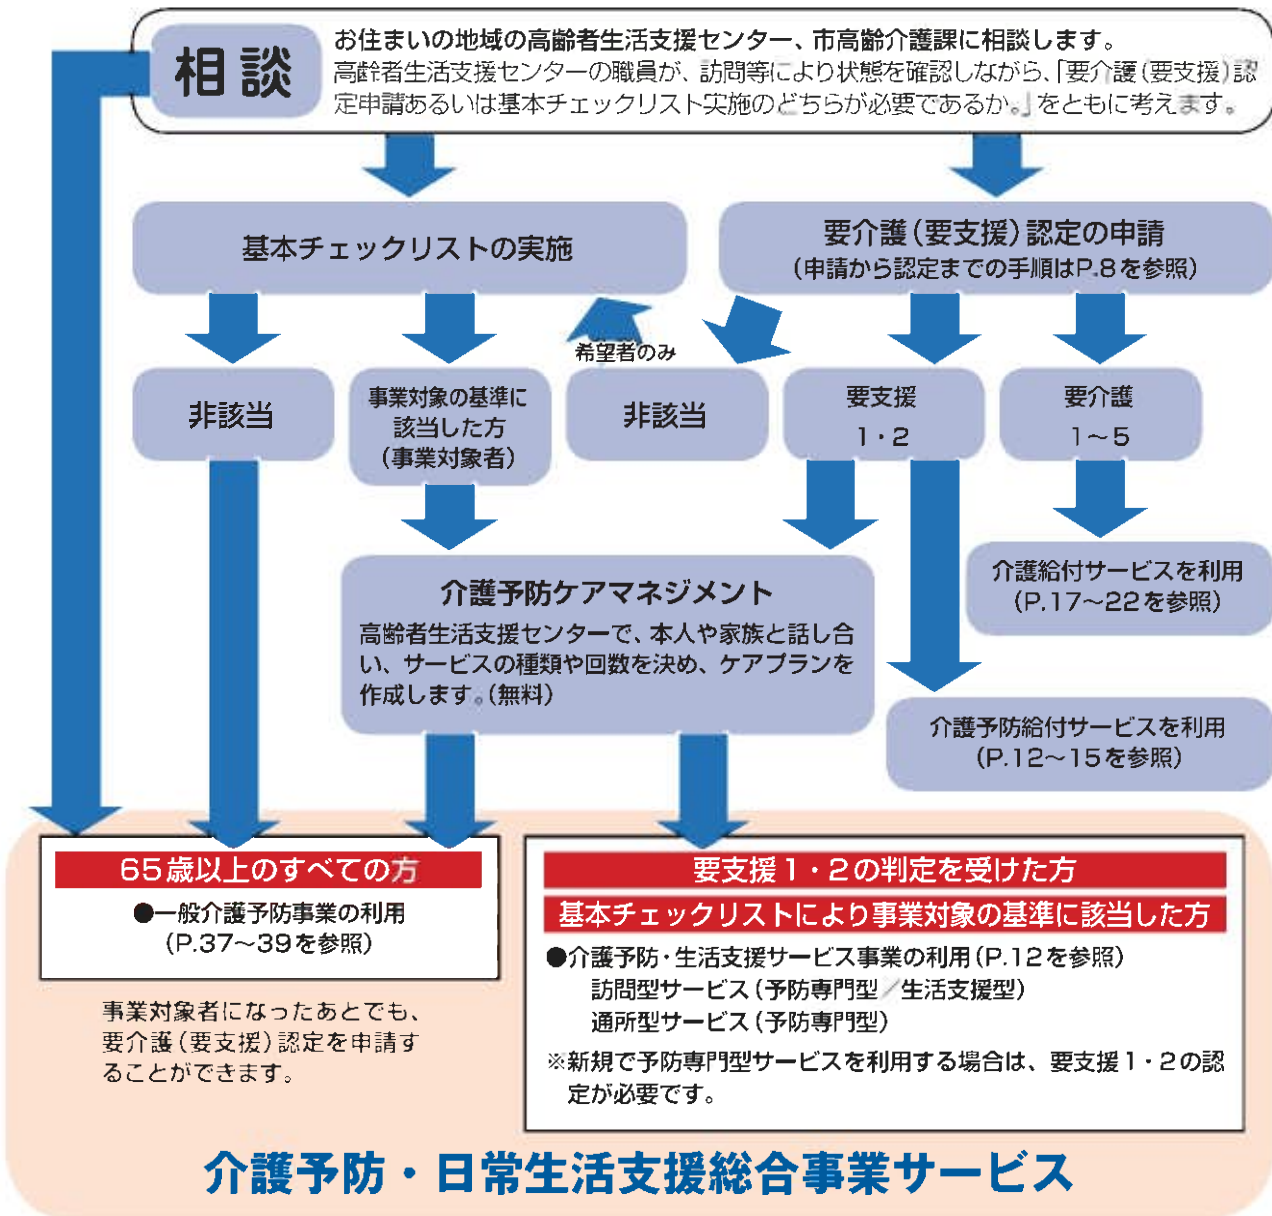 相談
お住まいの地域の高齢者生活支援センター、市高齢介護課に相談します。
高齢者生活支援センターの職員が、訪問等により状態を確認しながら、「要介護(要支援)認
定申請あるいは基本チェックリスト実施のどちらが必要であるか。」をともに考えます。
基本チェックリストの実施
要介護(要支援)認定の申請
(申請から認定までの手順はP.8を参照)
希望者のみ
非該当
事業対象の基準に
該当した方
(事業対象者)
非該当
要支援
1・2
要介護
1～5
介護予防ケアマネジメント
高齢者生活支援センターで、本人や家族と話し合
い、サービスの種類や回数を決め、ケアプランを
作成します。(無料)
介護給付サービスを利用
(P.17～22を参照)
介護予防給付サービスを利用
(P.12～15を参照)
65歳以上のすべての方
●一般介護予防事業の利用
(P.37～39を参照)
事業対象者になったあとでも、
要介護(要支援)認定を申請す
ることができます。
要支援1・2の判定を受けた方
基本チェックリストにより事業対象の基準に該当した方
●介護予防・生活支援サービス事業の利用(P.12を参照)
訪問型サービス(予防専門型／生活支援型)
通所型サービス(予防専門型)
※新規で予防専門型サービスを利用する場合は、要支援1・2の認
定が必要です。
介護予防・日常生活支援総合事業サービス